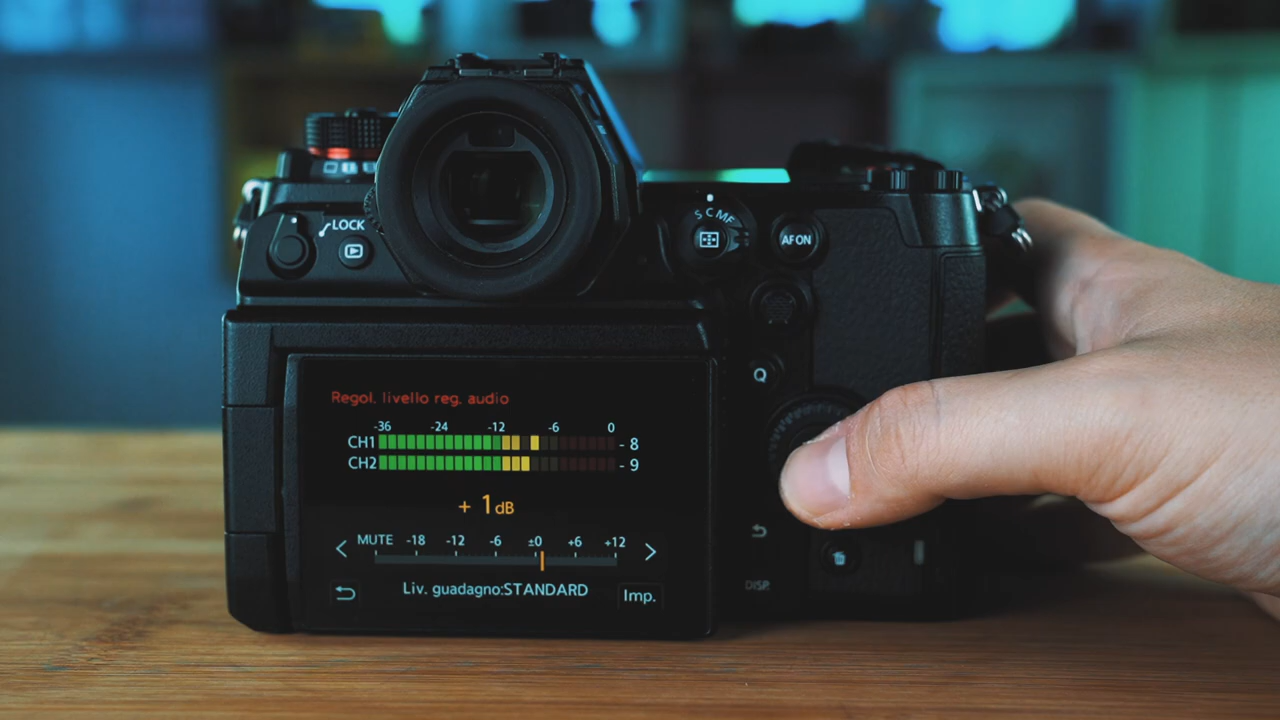 LOCK
S C MF
AF ON
Q
Regol. livello reg. audio
-36 -24 -12 -6 0
CH1 - 8
CH2 - 9
+ 1dB
MUTE -18 -12 -6 ±0 +6 +12
Liv. guadagno:STANDARD
Imp.
DISP.